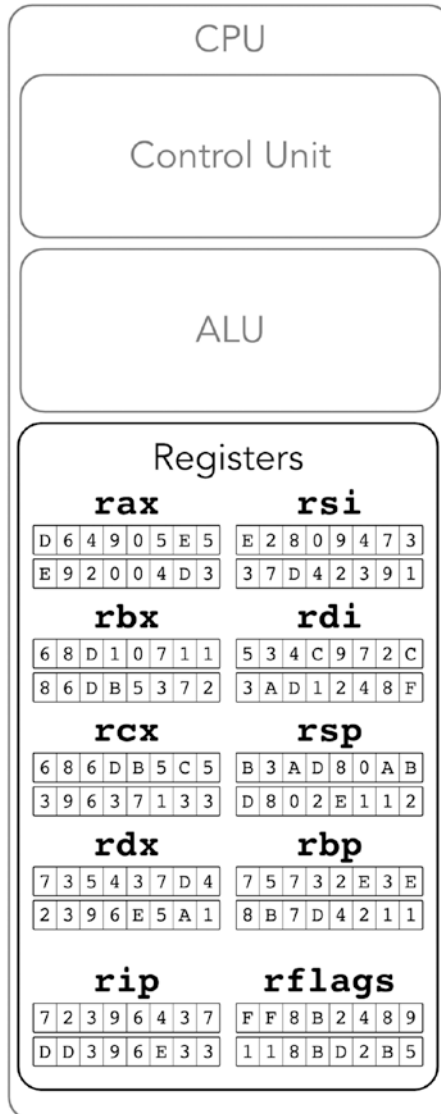 CPU
Control Unit
ALU
Registers
rax rsi
D 6 4 9 0 5 E 5 E 2 8 0 9 4 7 3
E 9 2 0 0 4 D 3 3 7 D 4 2 3 9 1
rbx rdi
6 8 D 1 0 7 1 1 5 3 4 C 9 7 2 C
8 6 D B 5 3 7 2 3 A D 1 2 4 8 F
rcx rsp
6 8 6 D B 5 C 5 B 3 A D 8 0 A B
3 9 6 3 7 1 3 3 D 8 0 2 E 1 1 2
rdx rbp
7 3 5 4 3 7 D 4 7 5 7 3 2 E 3 E
2 3 9 6 E 5 A 1 8 B 7 D 4 2 1 1
rip rflags
7 2 3 9 6 4 3 7 F F 8 B 2 4 8 9
D D 3 9 6 E 3 3 1 1 8 B D 2 B 5